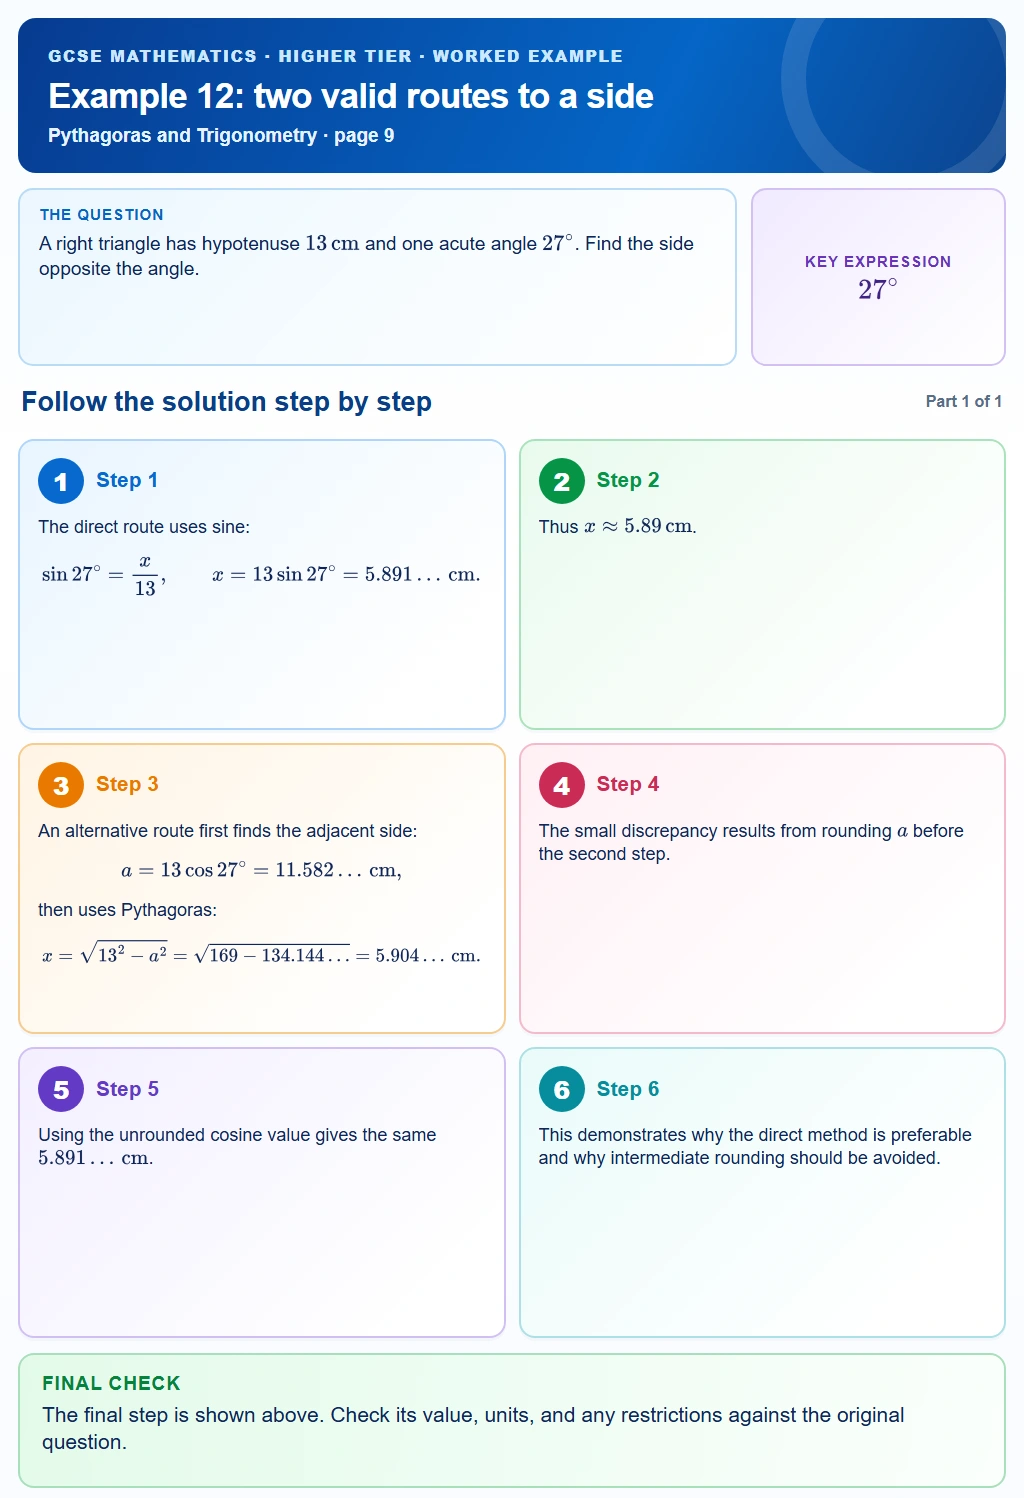 GCSE MATHEMATICS · HIGHER TIER · WORKED EXAMPLE
Example 12: two valid routes to a side
Pythagoras and Trigonometry · page 9
THE QUESTION
A right triangle has hypotenuse 13 cm and one acute angle 27°. Find the side
opposite the angle.
KEY EXPRESSION
27°
Follow the solution step by step
Part 1 of 1
1 Step 1
The direct route uses sine:
sin 27° = x/13, x = 13 sin 27° = 5.891... cm.
2 Step 2
Thus x ≈ 5.89 cm.
3 Step 3
An alternative route first finds the adjacent side:
a = 13 cos 27° = 11.582... cm,
then uses Pythagoras:
x = √(13² − a²) = √(169 − 134.144...) = 5.904... cm.
4 Step 4
The small discrepancy results from rounding a before
the second step.
5 Step 5
Using the unrounded cosine value gives the same
5.891... cm.
6 Step 6
This demonstrates why the direct method is preferable
and why intermediate rounding should be avoided.
FINAL CHECK
The final step is shown above. Check its value, units, and any restrictions against the original
question.